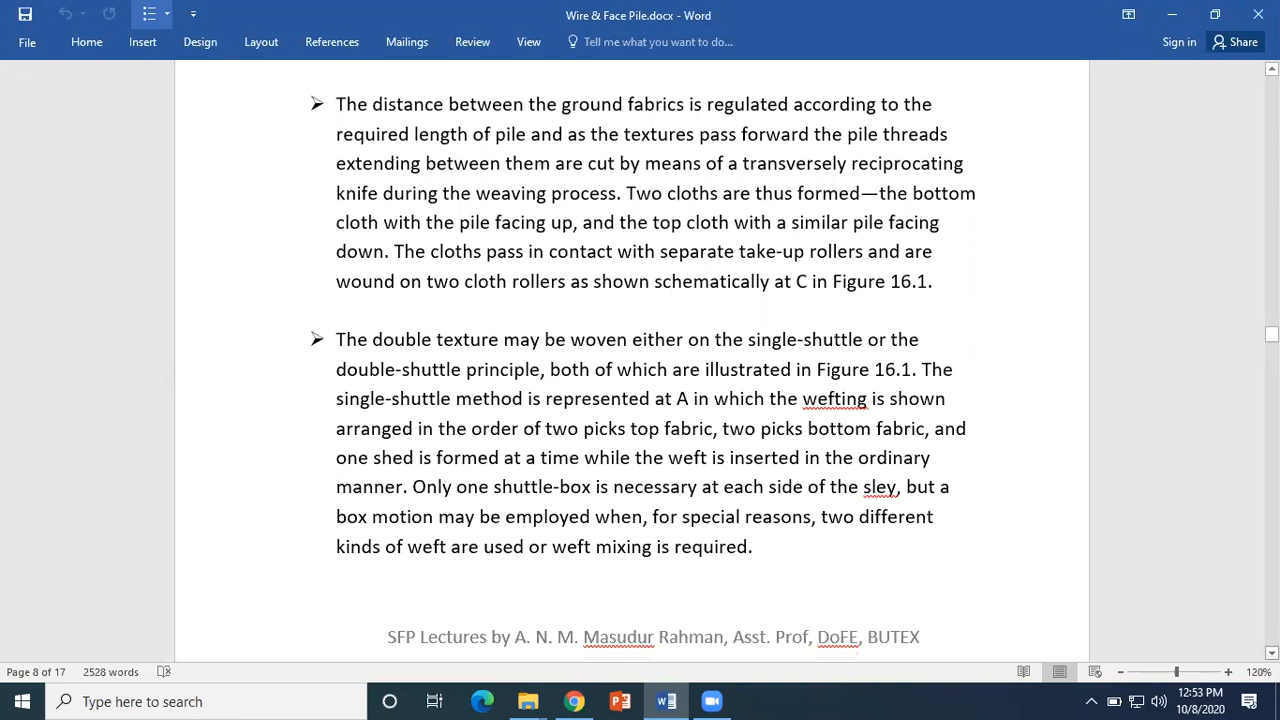 Wire & Face Pile.docx - Word
File Home Insert Design Layout References Mailings Review View Tell me what you want to do... Sign in Share
➢ The distance between the ground fabrics is regulated according to the
required length of pile and as the textures pass forward the pile threads
extending between them are cut by means of a transversely reciprocating
knife during the weaving process. Two cloths are thus formed—the bottom
cloth with the pile facing up, and the top cloth with a similar pile facing
down. The cloths pass in contact with separate take-up rollers and are
wound on two cloth rollers as shown schematically at C in Figure 16.1.
➢ The double texture may be woven either on the single-shuttle or the
double-shuttle principle, both of which are illustrated in Figure 16.1. The
single-shuttle method is represented at A in which the wefting is shown
arranged in the order of two picks top fabric, two picks bottom fabric, and
one shed is formed at a time while the weft is inserted in the ordinary
manner. Only one shuttle-box is necessary at each side of the sley, but a
box motion may be employed when, for special reasons, two different
kinds of weft are used or weft mixing is required.
SFP Lectures by A. N. M. Masudur Rahman, Asst. Prof, DoFE, BUTEX
Page 8 of 17 2528 words 120%
Type here to search 12:53 PM
10/8/2020